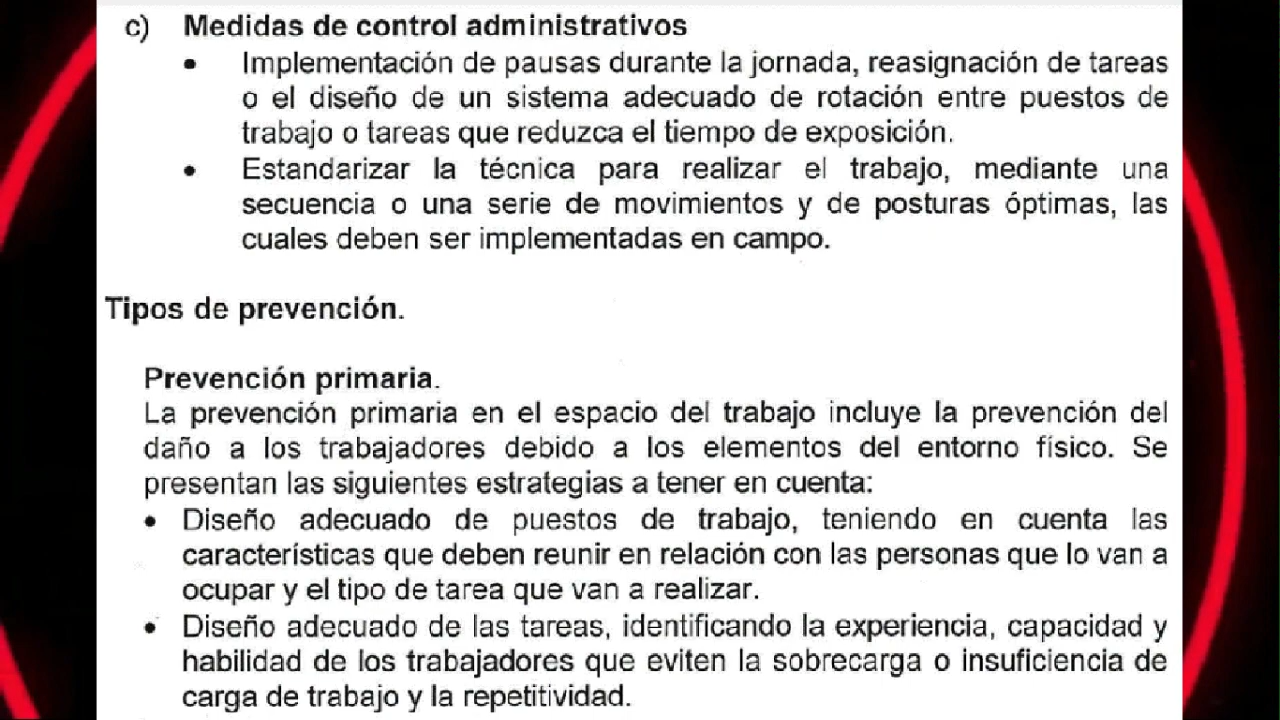 c) Medidas de control administrativos
• Implementación de pausas durante la jornada, reasignación de tareas
o el diseño de un sistema adecuado de rotación entre puestos de
trabajo o tareas que reduzca el tiempo de exposición.
• Estandarizar la técnica para realizar el trabajo, mediante una
secuencia o una serie de movimientos y de posturas óptimas, las
cuales deben ser implementadas en campo.
Tipos de prevención.
Prevención primaria.
La prevención primaria en el espacio del trabajo incluye la prevención del
daño a los trabajadores debido a los elementos del entorno físico. Se
presentan las siguientes estrategias a tener en cuenta:
• Diseño adecuado de puestos de trabajo, teniendo en cuenta las
características que deben reunir en relación con las personas que lo van a
ocupar y el tipo de tarea que van a realizar.
• Diseño adecuado de las tareas, identificando la experiencia, capacidad y
habilidad de los trabajadores que eviten la sobrecarga o insuficiencia de
carga de trabajo y la repetitividad.